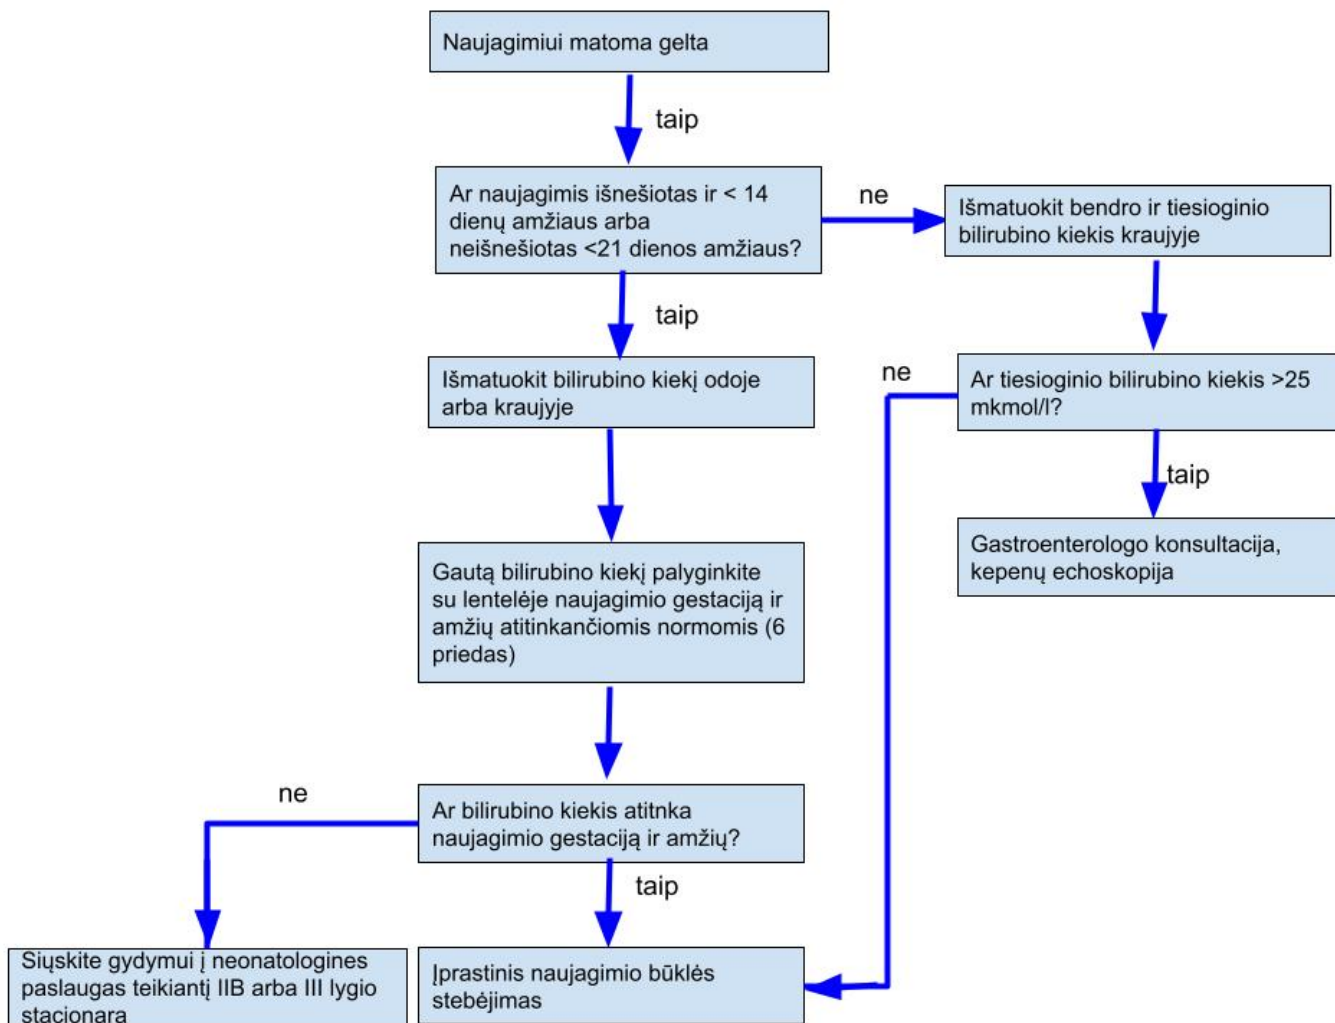 Naujagimiui matoma gelta
taip
Ar naujagimis išnešiotas ir < 14
dienų amžiaus arba
neišnešiotas <21 dienos amžiaus?
ne
Išmatuokit bendro ir tiesioginio
bilirubino kiekis kraujyje
taip
Išmatuokit bilirubino kiekį odoje
arba kraujyje
ne
Ar tiesioginio bilirubino kiekis >25
mkmol/l?
taip
Gastroenterologo konsultacija,
kepenų echoskopija
Gautą bilirubino kiekį palyginkite
su lentelėje naujagimio gestaciją ir
amžių atitinkančiomis normomis (6
priedas)
ne
Ar bilirubino kiekis atitnka
naujagimio gestaciją ir amžių?
taip
Siųskite gydymui į neonatologines
paslaugas teikiantį IIB arba III lygio
stacionarą
Įprastinis naujagimio būklės
stebėjimas